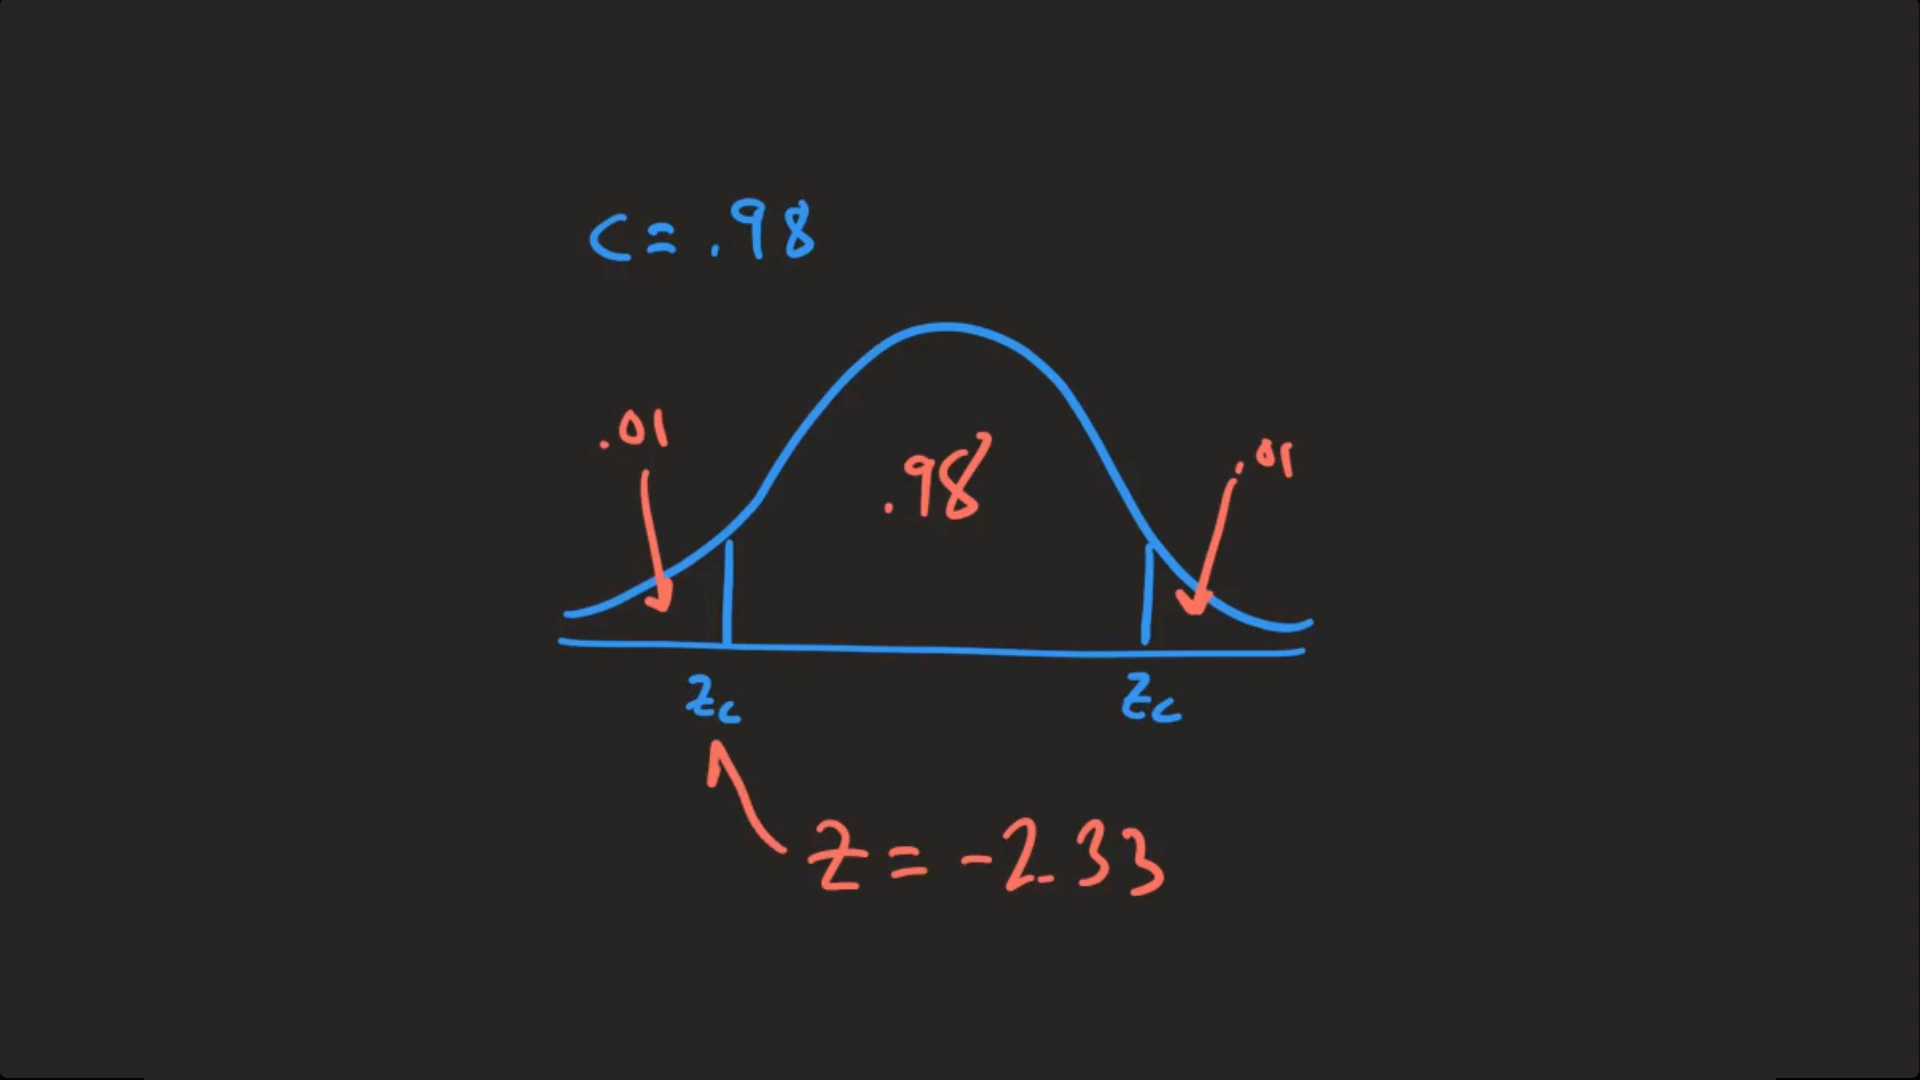 c = .98
.01
.98
.01
zc
zc
z = -2.33